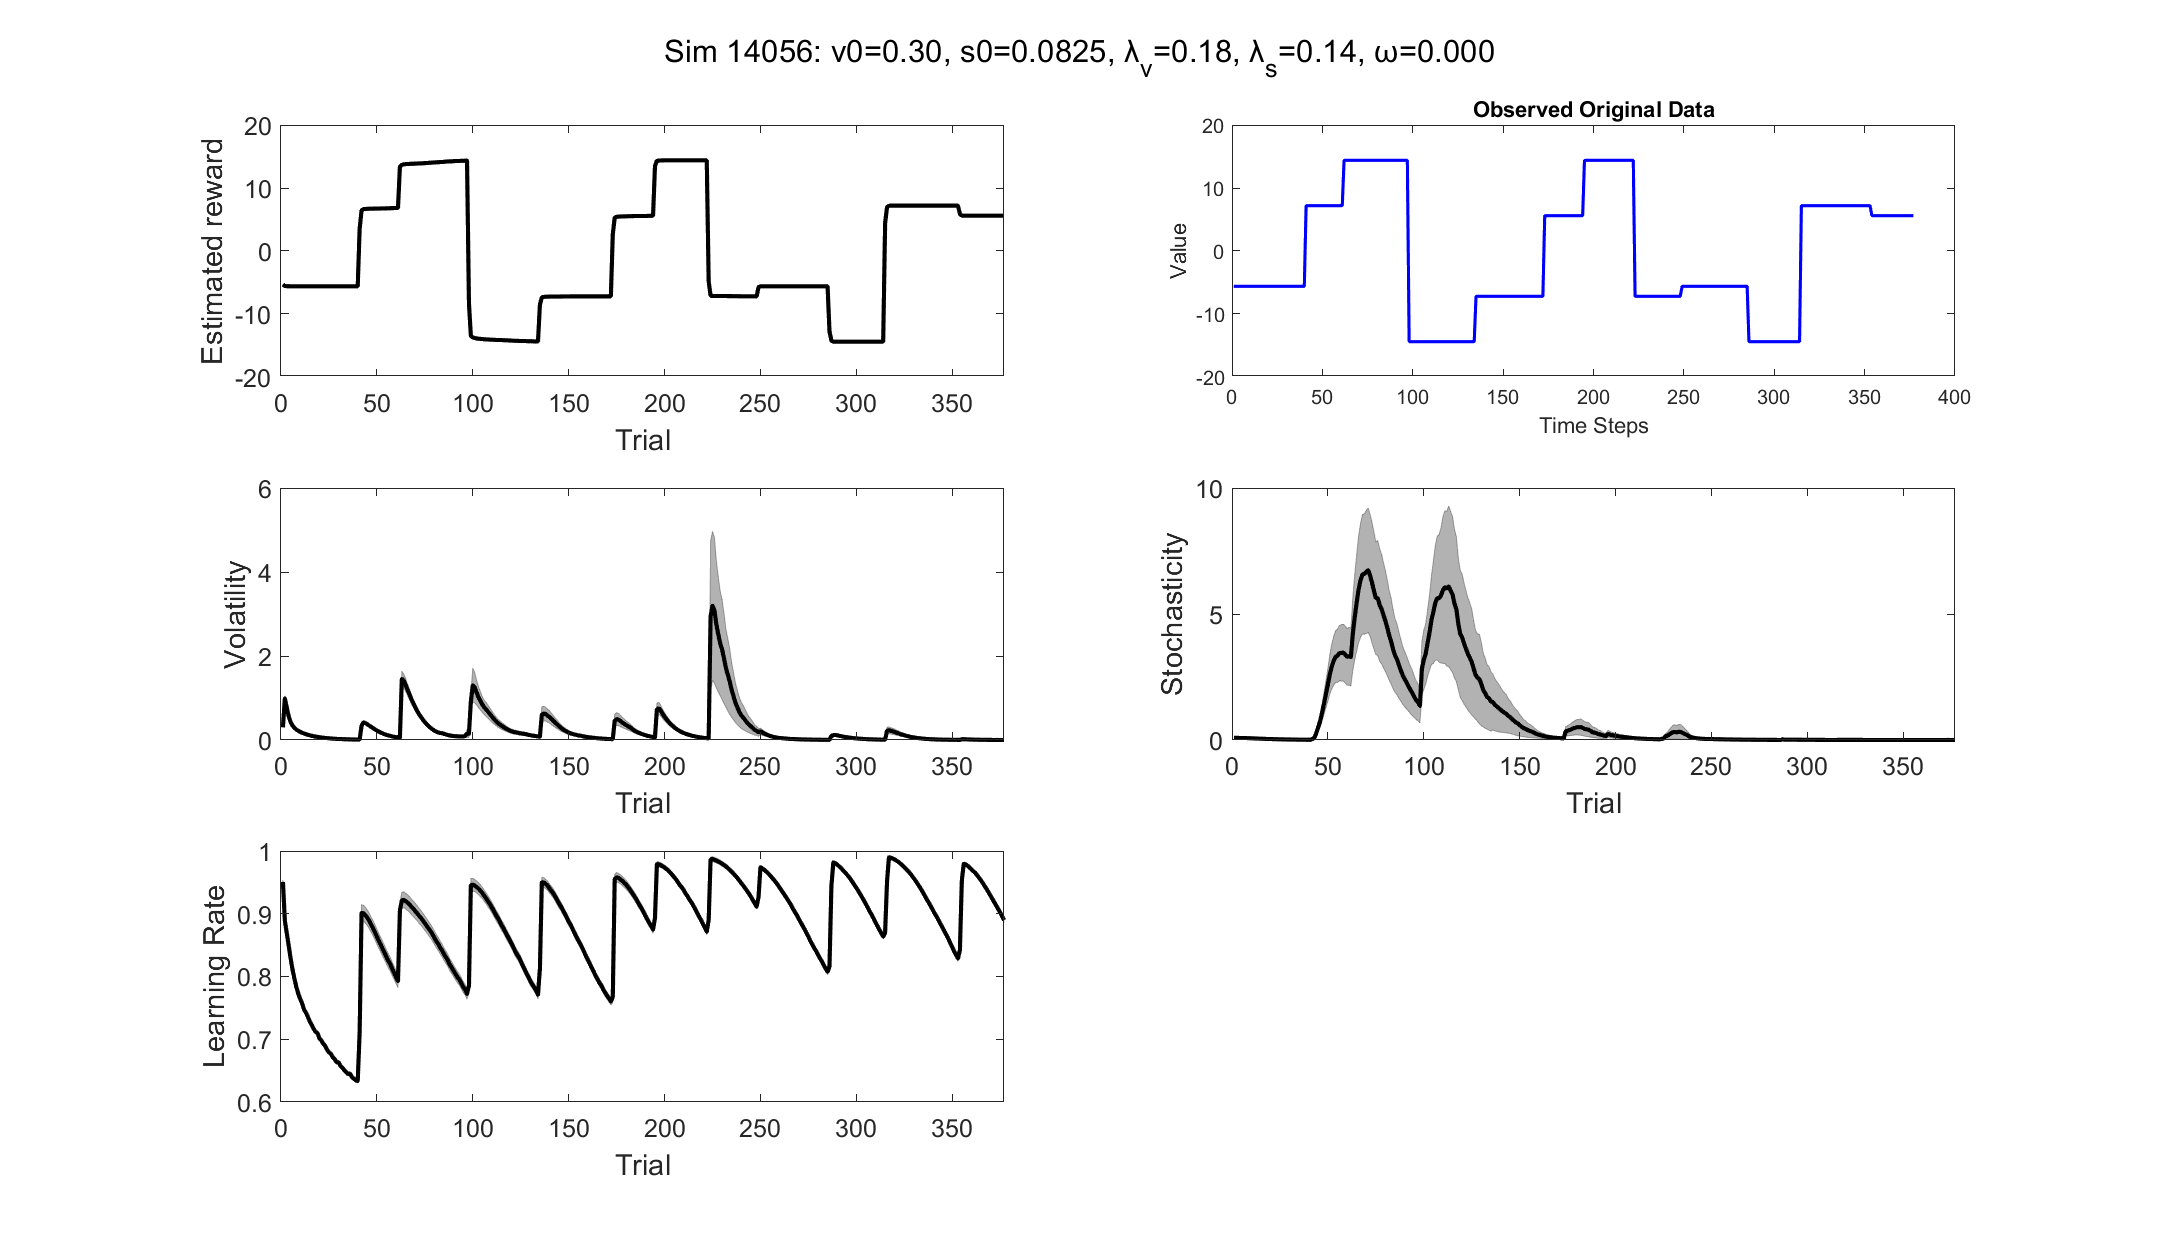 Sim 14056: v0=0.30, s0=0.0825, λ_v=0.18, λ_s=0.14, ω=0.000
Estimated reward
20
10
0
-10
-20
0 50 100 150 200 250 300 350
Trial
Observed Original Data
Value
20
10
0
-10
-20
0 50 100 150 200 250 300 350 400
Time Steps
Volatility
6
4
2
0
0 50 100 150 200 250 300 350
Trial
Stochasticity
10
5
0
0 50 100 150 200 250 300 350
Trial
Learning Rate
1
0.9
0.8
0.7
0.6
0 50 100 150 200 250 300 350
Trial